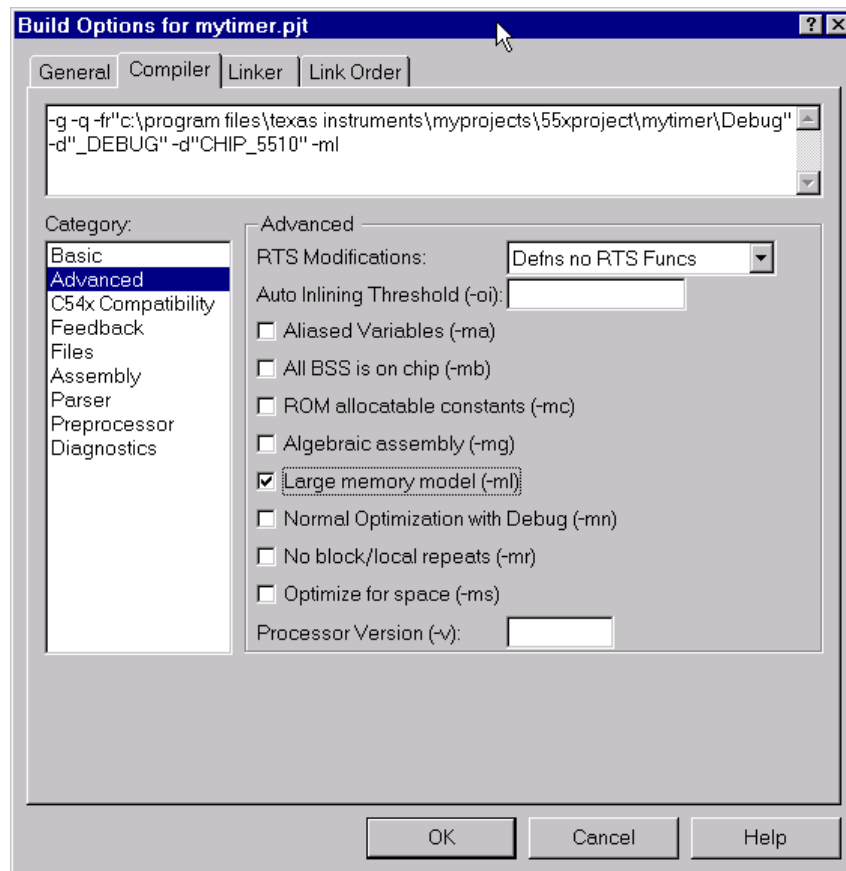 Build Options for mytimer.pjt
General Compiler Linker Link Order
-g -q -fr"c:\program files\texas instruments\myprojects\55xproject\mytimer\Debug"
-d"_DEBUG" -d"CHIP_5510" -ml
Category:
Basic
Advanced
C54x Compatibility
Feedback
Files
Assembly
Parser
Preprocessor
Diagnostics
Advanced
RTS Modifications: Defns no RTS Funcs
Auto Inlining Threshold (-oi):
Aliased Variables (-ma)
All BSS is on chip (-mb)
ROM allocatable constants (-mc)
Algebraic assembly (-mg)
Large memory model (-ml)
Normal Optimization with Debug (-mn)
No block/local repeats (-mr)
Optimize for space (-ms)
Processor Version (-v):
OK Cancel Help